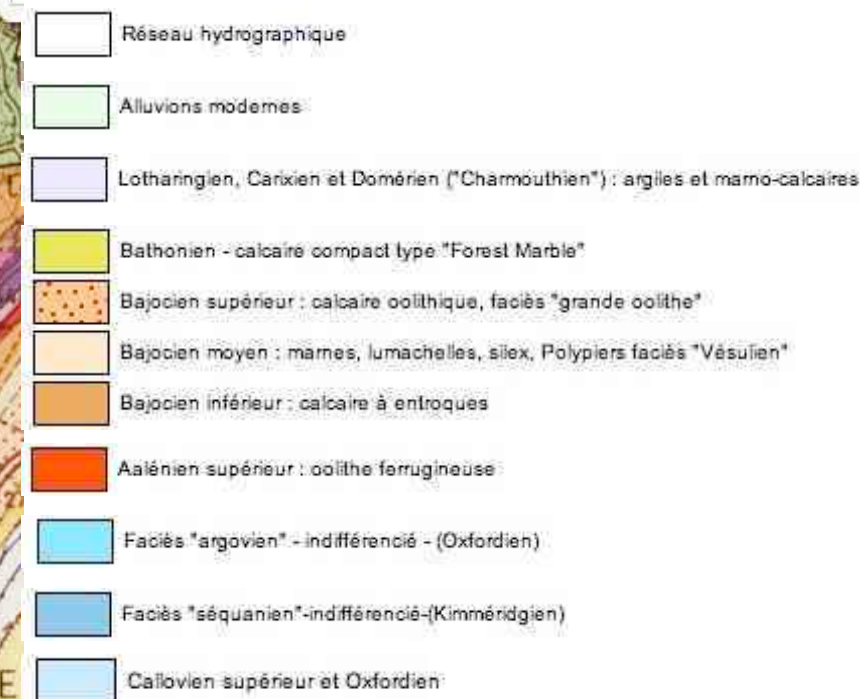 Réseau hydrographique
Alluvions modernes
Lotharingien, Carixien et Domérien ("Charmouthien") : argiles et marno-calcaires
Bathonien - calcaire compact type "Forest Marble"
Bajocien supérieur : calcaire oolithique, faciès "grande oolithe"
Bajocien moyen : marnes, lumachelles, silex, Polypiers faciès "Vésulien"
Bajocien inférieur : calcaire à entroques
Aalénien supérieur : oolithe ferrugineuse
Faciès "argovien" - indifférencié - (Oxfordien)
Faciès "séquanien"-indifférencié-(Kimméridgien)
E
Callovien supérieur et Oxfordien